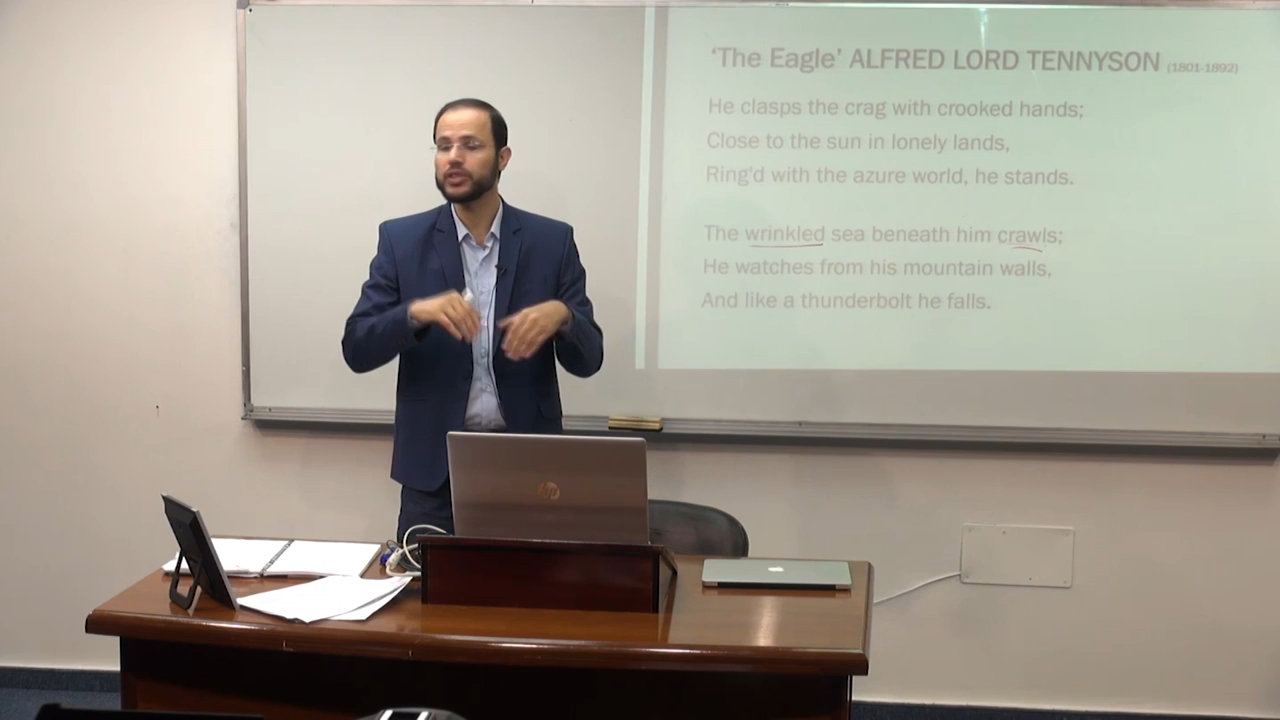 ‘The Eagle’ ALFRED LORD TENNYSON (1801-1892)
He clasps the crag with crooked hands;
Close to the sun in lonely lands,
Ring'd with the azure world, he stands.
The wrinkled sea beneath him crawls;
He watches from his mountain walls,
And like a thunderbolt he falls.
hp